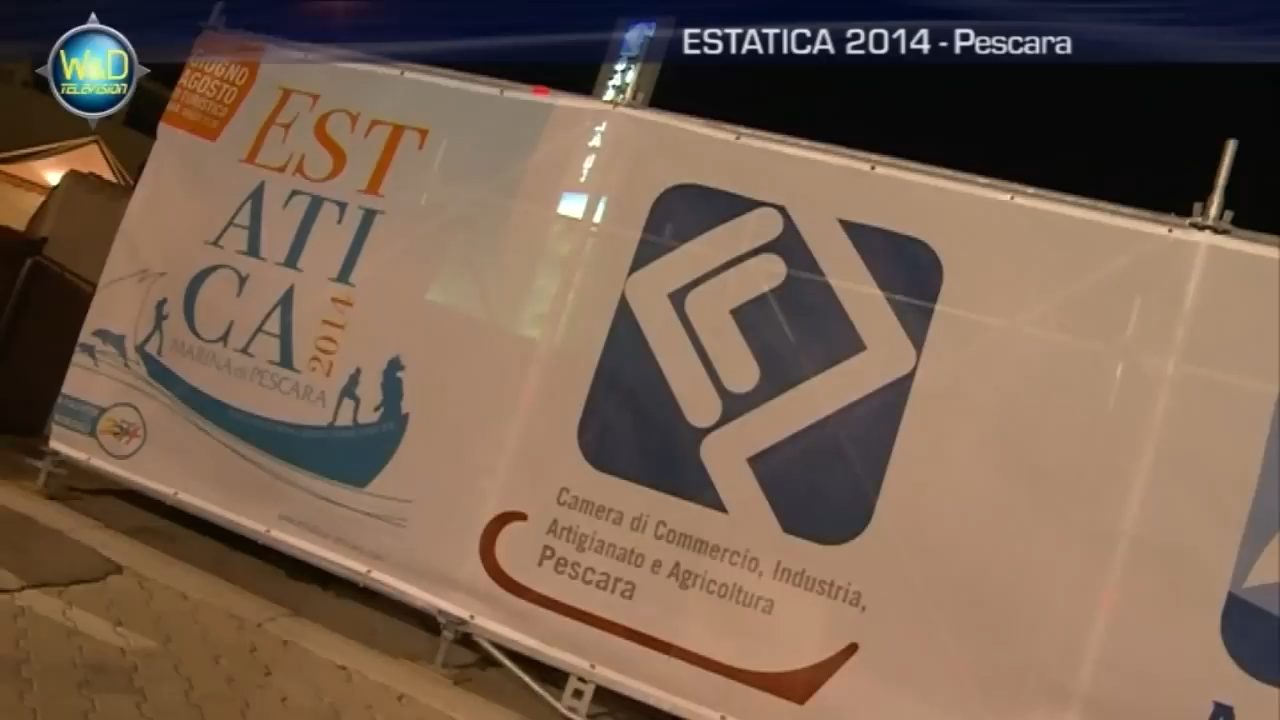 W&D
TELEVISION
ESTATICA 2014 - Pescara
GIUGNO
AGOSTO
EST
ATI
CA
2014
MARINA di PESCARA
Camera di Commercio, Industria,
Artigianato e Agricoltura
Pescara